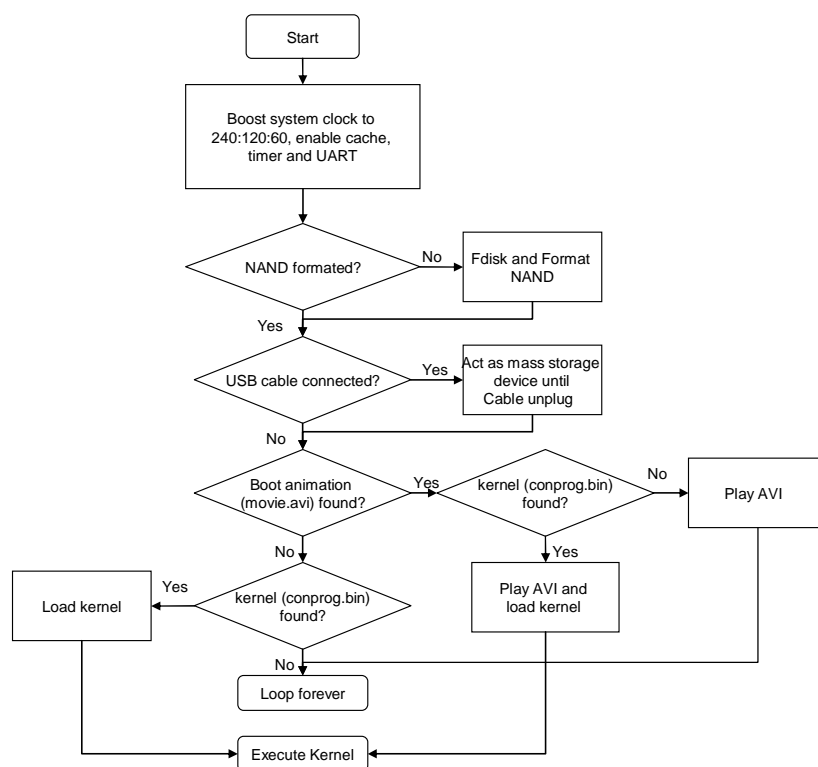 Start
Boost system clock to
240:120:60, enable cache,
timer and UART
NAND formated?
No
Fdisk and Format
NAND
Yes
USB cable connected?
Yes
Act as mass storage
device until
Cable unplug
No
Boot animation
(movie.avi) found?
Yes
kernel (conprog.bin)
found?
No
Play AVI
No
Yes
Load kernel
Yes
kernel (conprog.bin)
found?
Play AVI and
load kernel
No
Loop forever
Execute Kernel